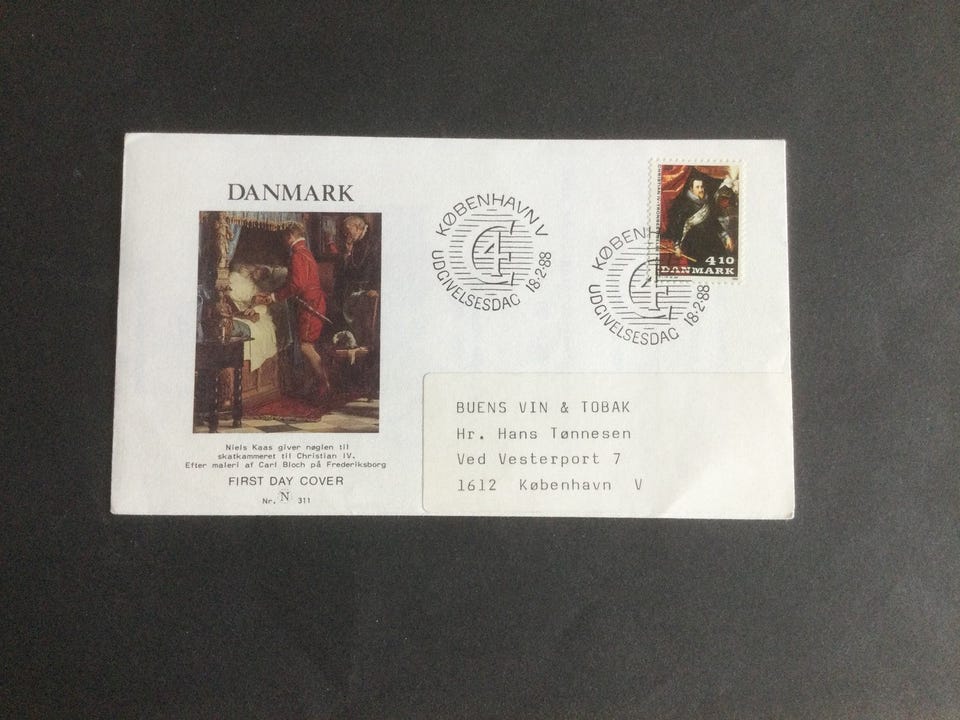 DANMARK
Niels Kaas giver nøglen til
skatkammeret til Christian IV.
Efter maleri af Carl Bloch på Frederiksborg
FIRST DAY COVER
Nr. N 311
KØBENHAVN V
UDGIVELSESDAG 18·2·88
KØBENH
UDGIVELSESDAG 18·2·88
4.10
DANMARK
BUENS VIN & TOBAK
Hr. Hans Tønnesen
Ved Vesterport 7
1612 København V